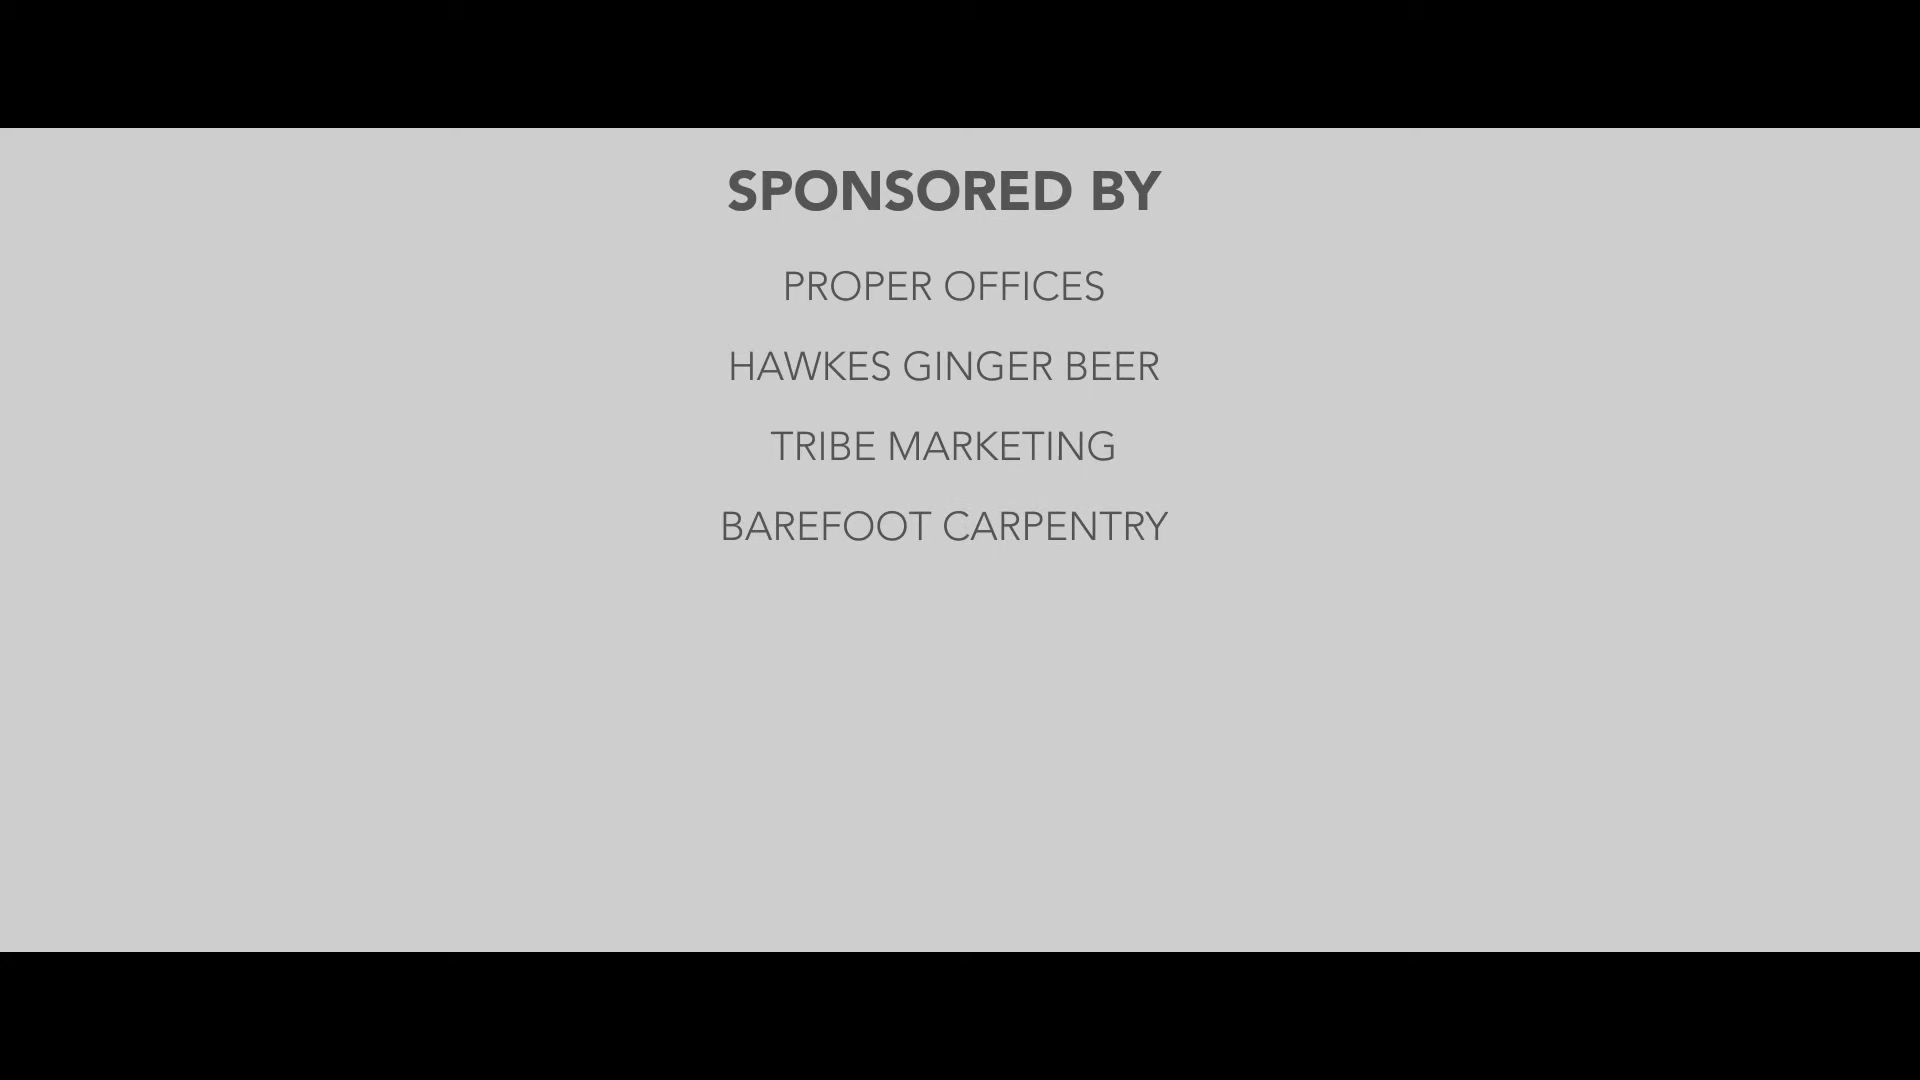 SPONSORED BY
PROPER OFFICES
HAWKES GINGER BEER
TRIBE MARKETING
BAREFOOT CARPENTRY